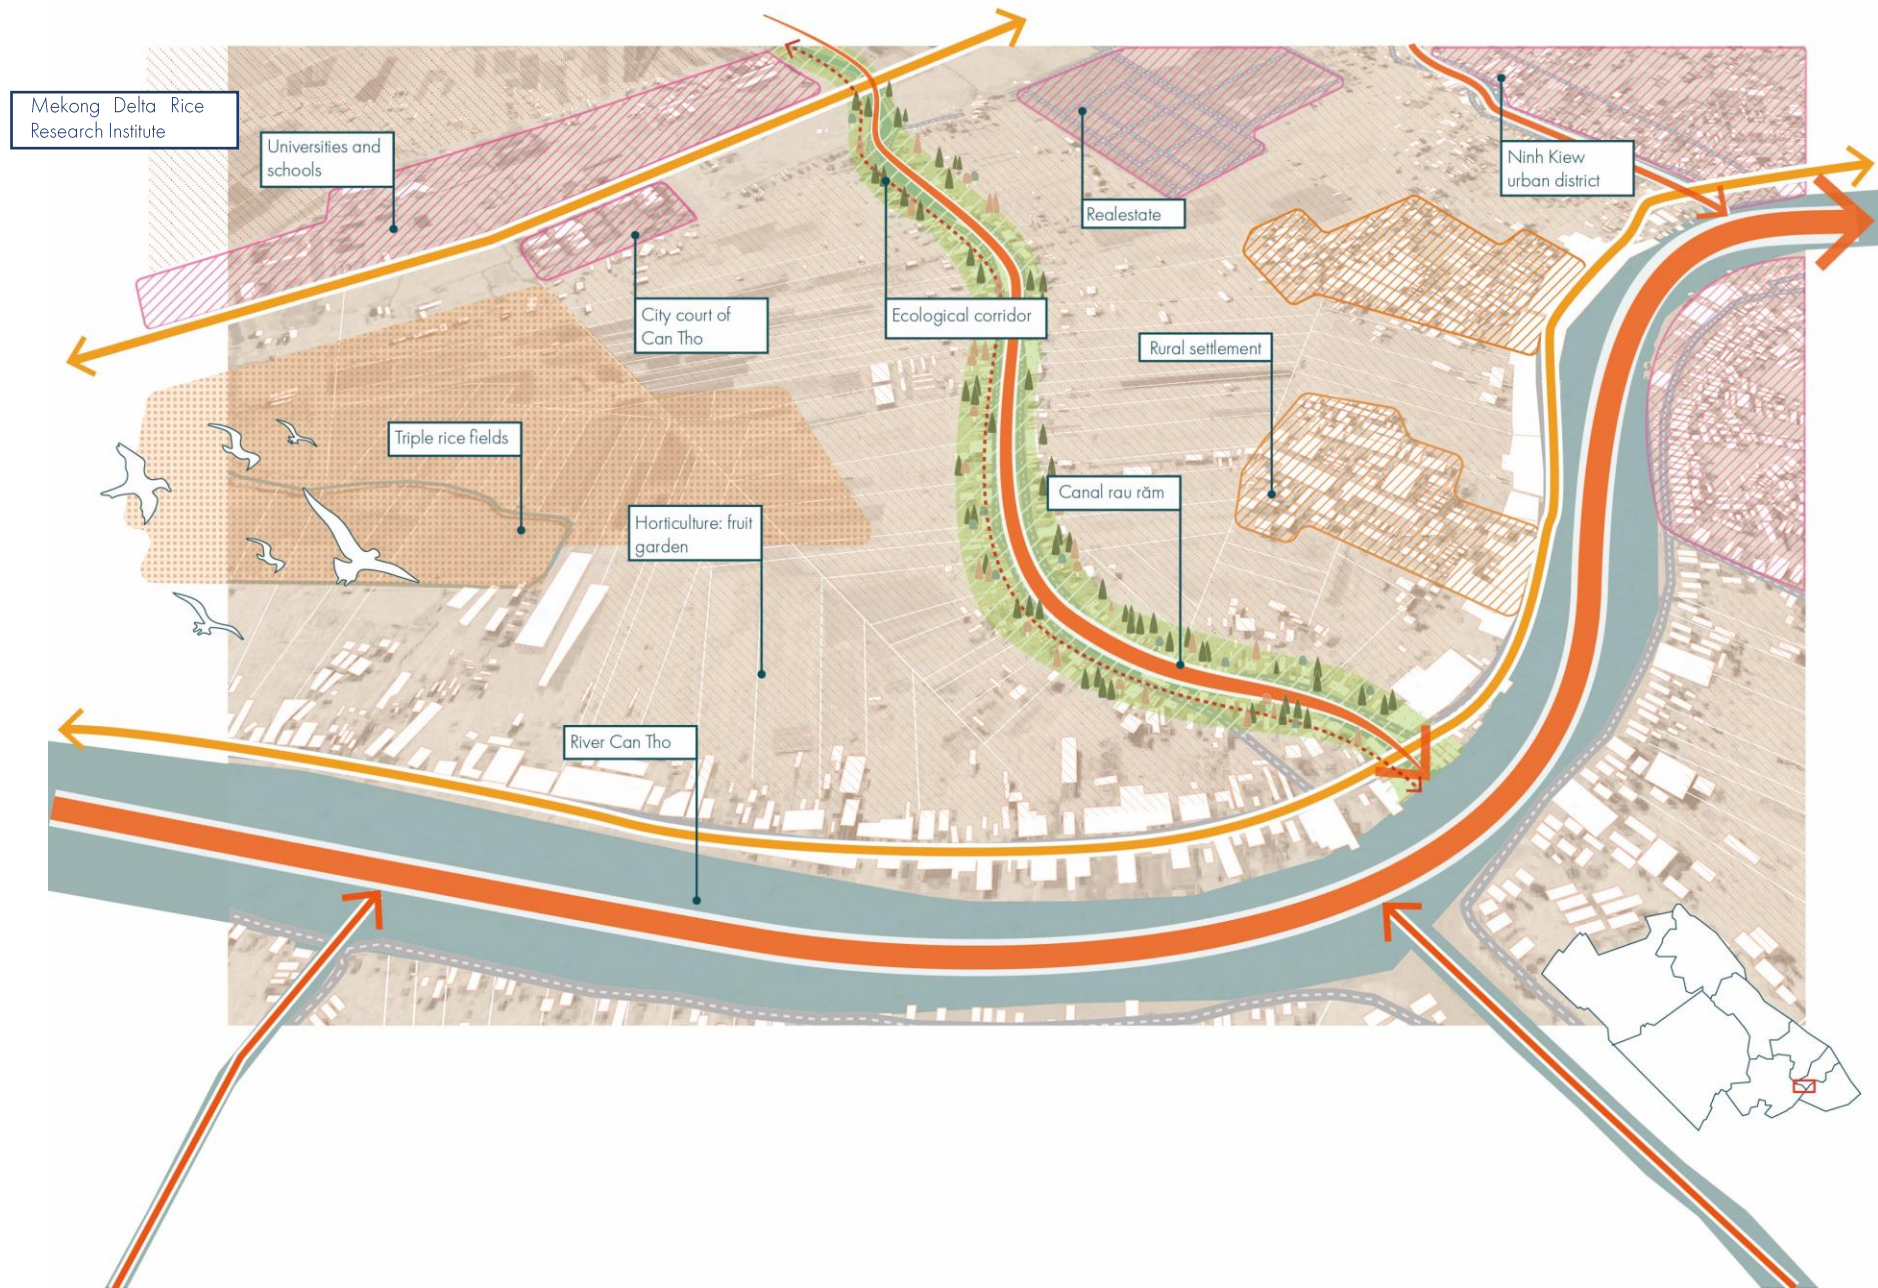 Mekong Delta Rice
Research Institute
Universities and
schools
Ninh Kiew
urban district
Realestate
City court of
Can Tho
Ecological corridor
Rural settlement
Triple rice fields
Canal rau răm
Horticulture: fruit
garden
River Can Tho